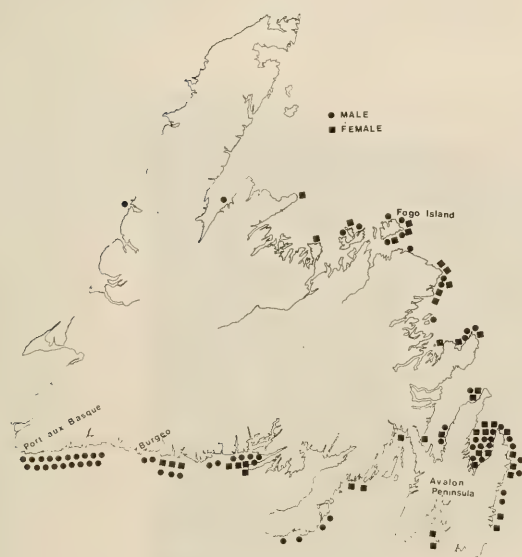 MALE
FEMALE
Fogo Island
Port aux Basque
Burgeo
Avalon
Peninsula